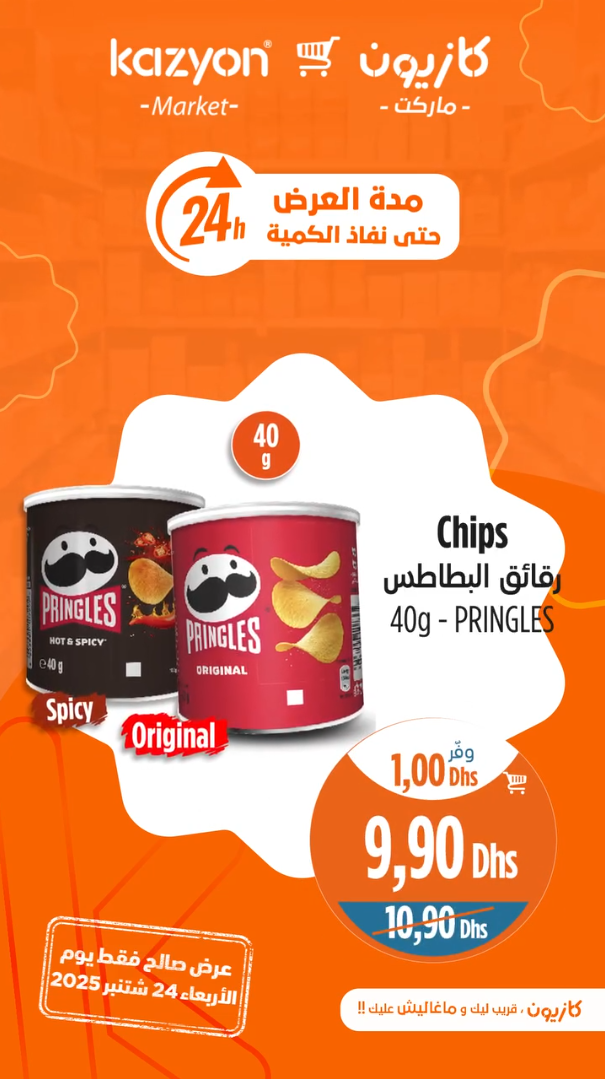 kazyon® كازيون
-Market- - ماركت -
24h
مدة العرض
حتى نفاذ الكمية
40
g
PRINGLES
HOT & SPICY
℮40 g
PRINGLES
ORIGINAL
Spicy
Original
Chips
رقائق البطاطس
40g - PRINGLES
وفّر
1,00 Dhs
9,90 Dhs
10,90 Dhs
عرض صالح فقط يوم
الأربعاء 24 شتنبر 2025
كازيون ، قريب ليك و ماغاليش عليك !!